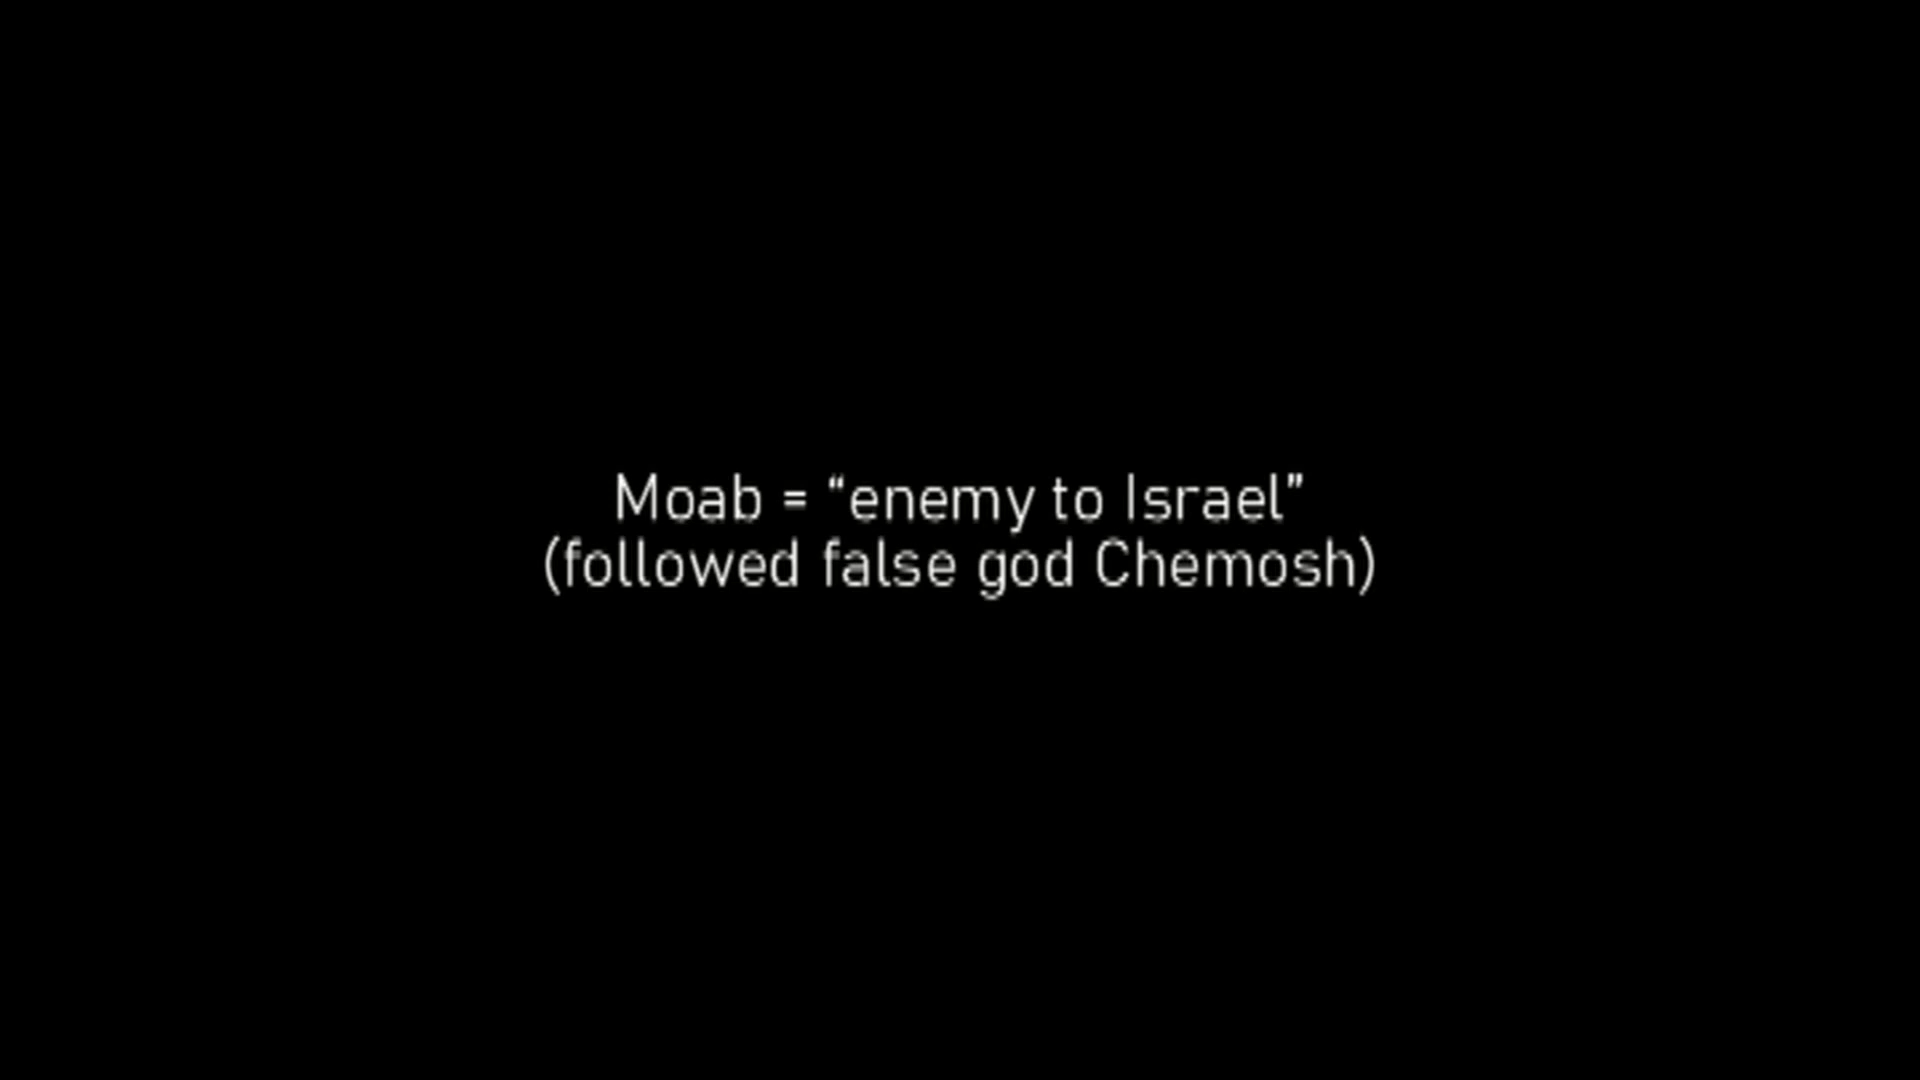 Moab = “enemy to Israel”
(followed false god Chemosh)